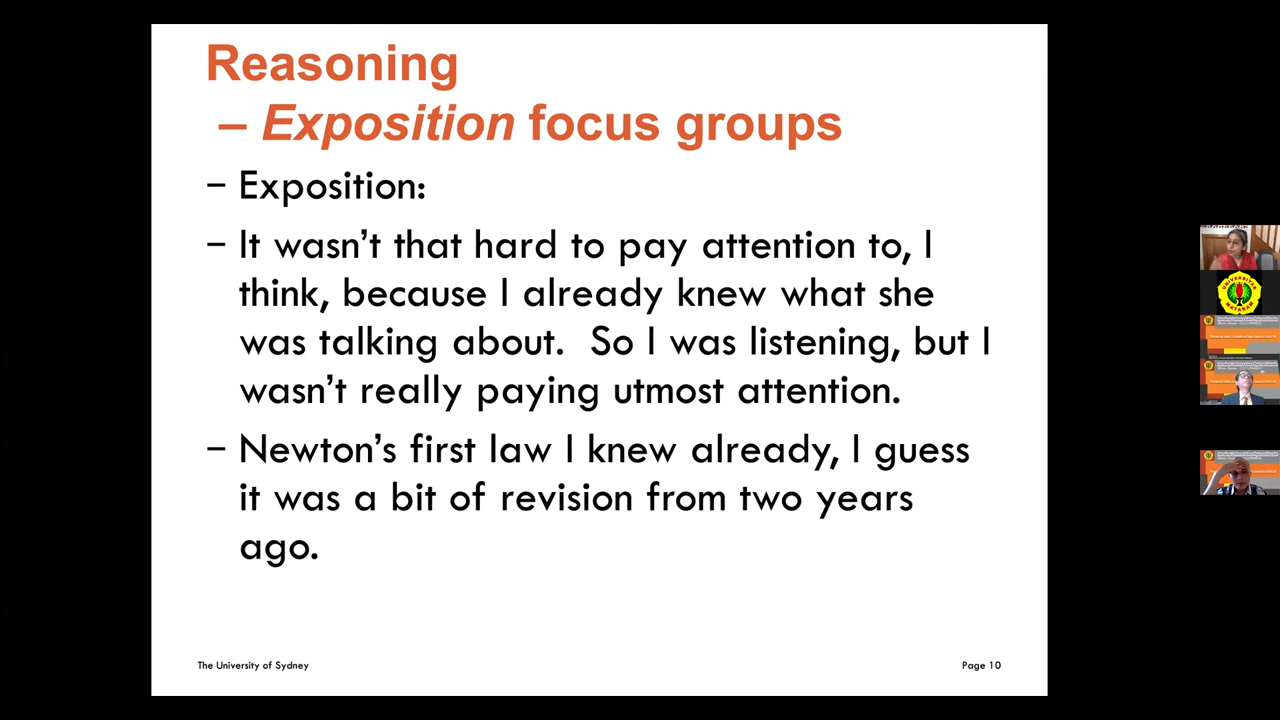 Reasoning
– Exposition focus groups
– Exposition:
– It wasn’t that hard to pay attention to, I
think, because I already knew what she
was talking about.  So I was listening, but I
wasn’t really paying utmost attention.
– Newton’s first law I knew already, I guess
it was a bit of revision from two years
ago.
The University of Sydney
Page 10
UNIVERSITAS
MATARAM